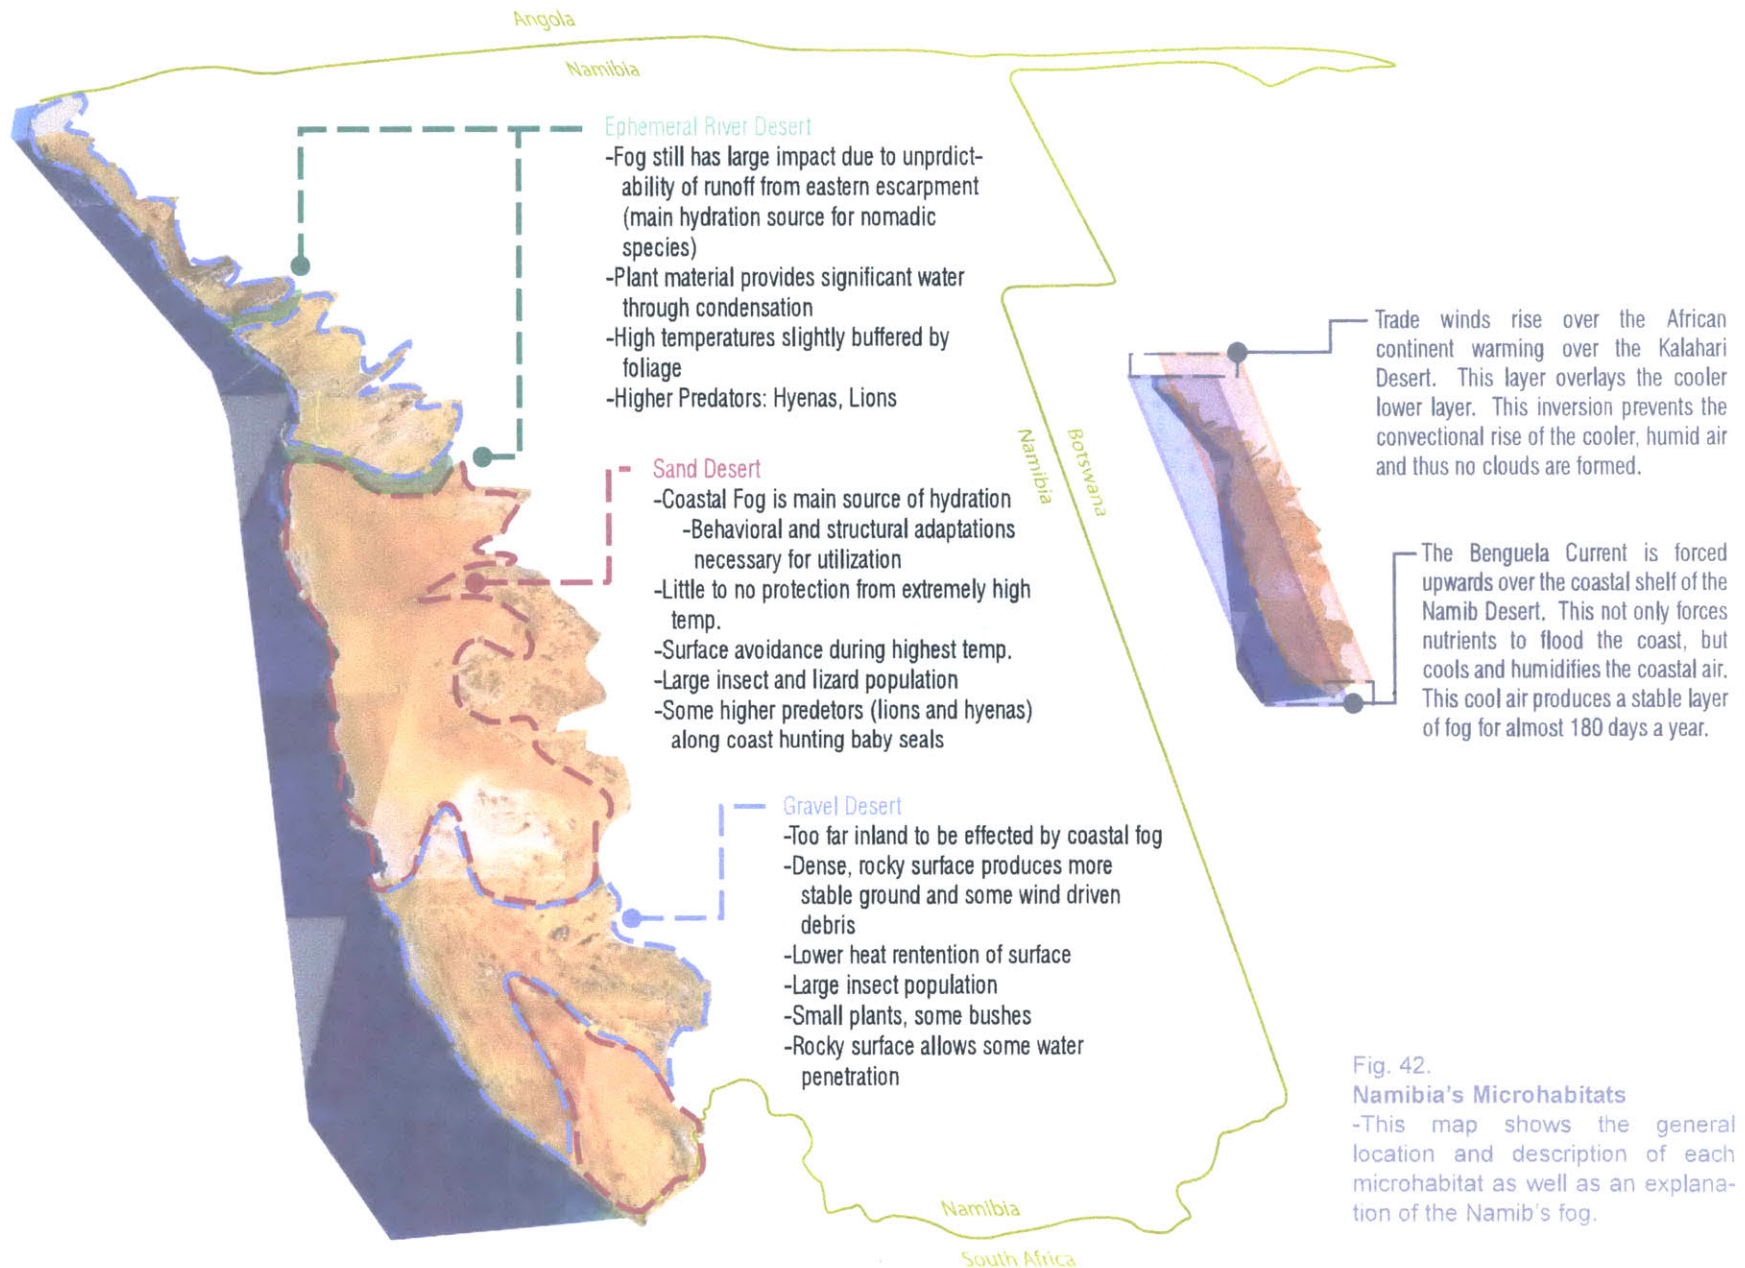 Angola
Namibia
Ephemeral River Desert
-Fog still has large impact due to unprdict-
ability of runoff from eastern escarpment
(main hydration source for nomadic
species)
-Plant material provides significant water
through condensation
-High temperatures slightly buffered by
foliage
-Higher Predators: Hyenas, Lions
Sand Desert
-Coastal Fog is main source of hydration
-Behavioral and structural adaptations
necessary for utilization
-Little to no protection from extremely high
temp.
-Surface avoidance during highest temp.
-Large insect and lizard population
-Some higher predetors (lions and hyenas)
along coast hunting baby seals
Gravel Desert
-Too far inland to be effected by coastal fog
-Dense, rocky surface produces more
stable ground and some wind driven
debris
-Lower heat rentention of surface
-Large insect population
-Small plants, some bushes
-Rocky surface allows some water
penetration
Namibia
Botswana
Trade winds rise over the African
continent warming over the Kalahari
Desert. This layer overlays the cooler
lower layer. This inversion prevents the
convectional rise of the cooler, humid air
and thus no clouds are formed.
The Benguela Current is forced
upwards over the coastal shelf of the
Namib Desert. This not only forces
nutrients to flood the coast, but
cools and humidifies the coastal air.
This cool air produces a stable layer
of fog for almost 180 days a year.
Namibia
South Africa
Fig. 42.
Namibia's Microhabitats
-This map shows the general
location and description of each
microhabitat as well as an explana-
tion of the Namib's fog.